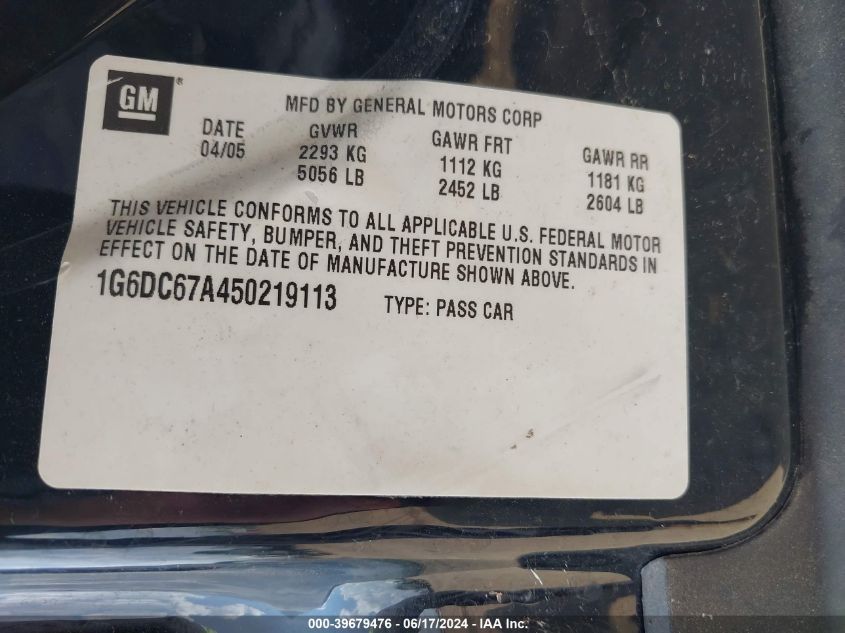 GM ®
MFD BY GENERAL MOTORS CORP
DATE GVWR GAWR FRT GAWR RR
04/05 2293 KG 1112 KG 1181 KG
5056 LB 2452 LB 2604 LB
THIS VEHICLE CONFORMS TO ALL APPLICABLE U.S. FEDERAL MOTOR
VEHICLE SAFETY, BUMPER, AND THEFT PREVENTION STANDARDS IN
EFFECT ON THE DATE OF MANUFACTURE SHOWN ABOVE.
1G6DC67A450219113 TYPE: PASS CAR
000-39679476 - 06/17/2024 - IAA Inc.